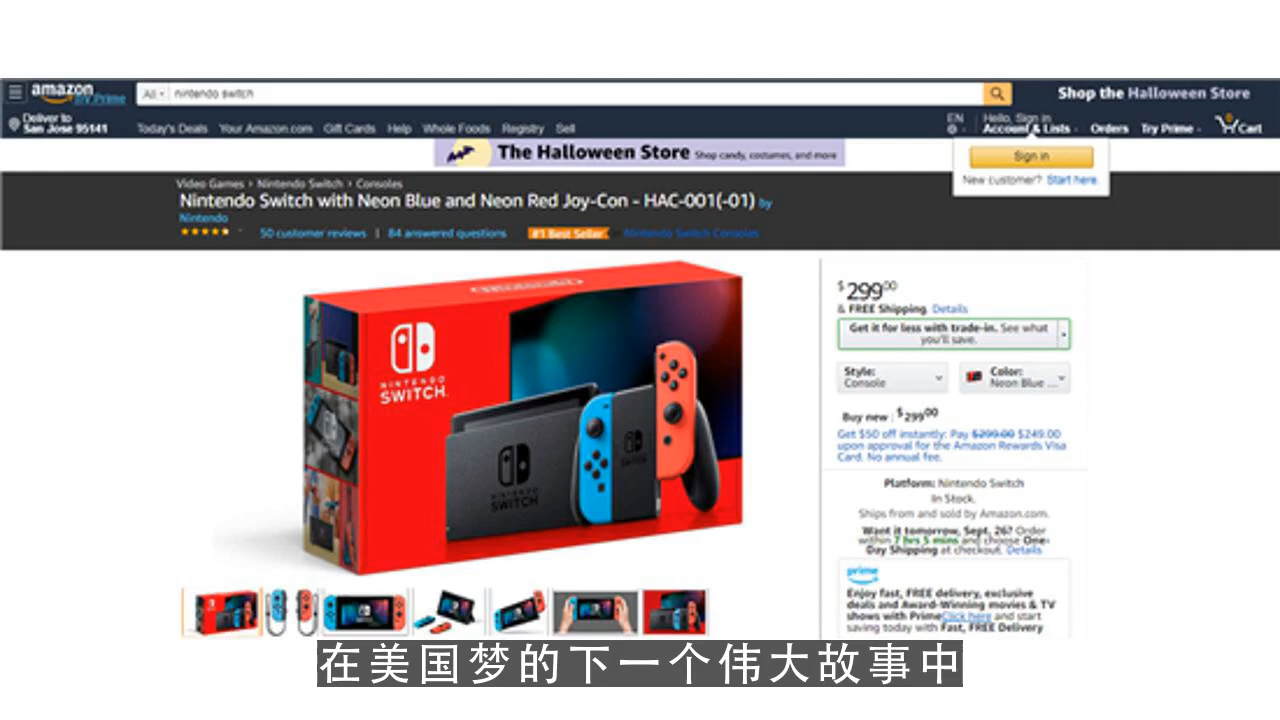 amazon
Try Prime
All
nintendo switch
Shop the Halloween Store
Deliver to
San Jose 95141
Today's Deals Your Amazon.com Gift Cards Help Whole Foods Registry Sell
EN
Hello, Sign in
Account & Lists
Orders
Try Prime
Cart
The Halloween Store Shop candy, costumes, and more
Sign in
New customer? Start here.
Video Games › Nintendo Switch › Consoles
Nintendo Switch with Neon Blue and Neon Red Joy-Con - HAC-001(-01) by
Nintendo
50 customer reviews | 84 answered questions #1 Best Seller Nintendo Switch Consoles
NINTENDO
SWITCH
NINTENDO
SWITCH
$299.00
& FREE Shipping. Details
Get it for less with trade-in. See what
you'll save.
Style:
Console
Color:
Neon Blue ...
Buy new : $299.00
Get $50 off instantly: Pay $299.00 $249.00
upon approval for the Amazon Rewards Visa
Card. No annual fee.
Platform: Nintendo Switch
In Stock.
Ships from and sold by Amazon.com.
Want it tomorrow, Sept. 26? Order
within 7 hrs 5 mins and choose One-
Day Shipping at checkout. Details
prime
Enjoy fast, FREE delivery, exclusive
deals and Award-Winning movies & TV
shows with Prime Click here and start
saving today with Fast, FREE Delivery
在美国梦的下一个伟大故事中